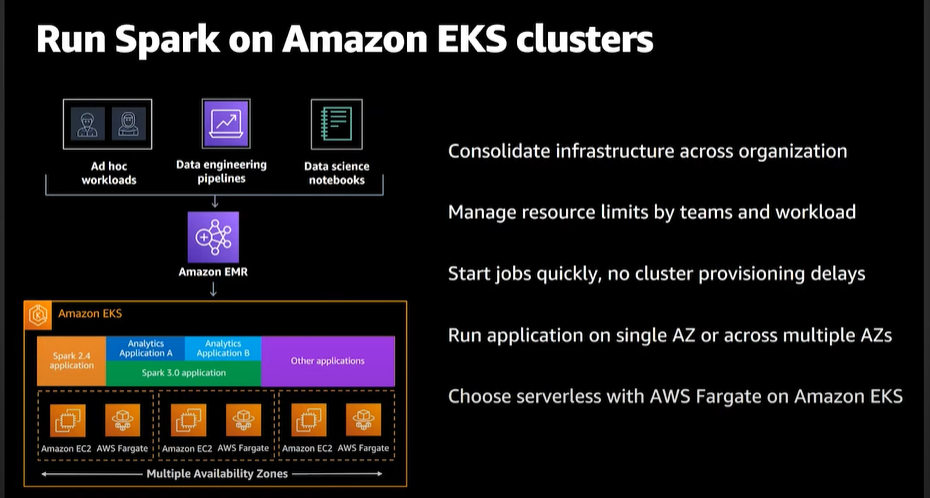 Run Spark on Amazon EKS clusters
Ad hoc
workloads
Data engineering
pipelines
Data science
notebooks
Amazon EMR
Amazon EKS
Spark 2.4
application
Analytics
Application A
Analytics
Application B
Spark 3.0 application
Other applications
Amazon EC2
AWS Fargate
Amazon EC2
AWS Fargate
Amazon EC2
AWS Fargate
Multiple Availability Zones
Consolidate infrastructure across organization
Manage resource limits by teams and workload
Start jobs quickly, no cluster provisioning delays
Run application on single AZ or across multiple AZs
Choose serverless with AWS Fargate on Amazon EKS